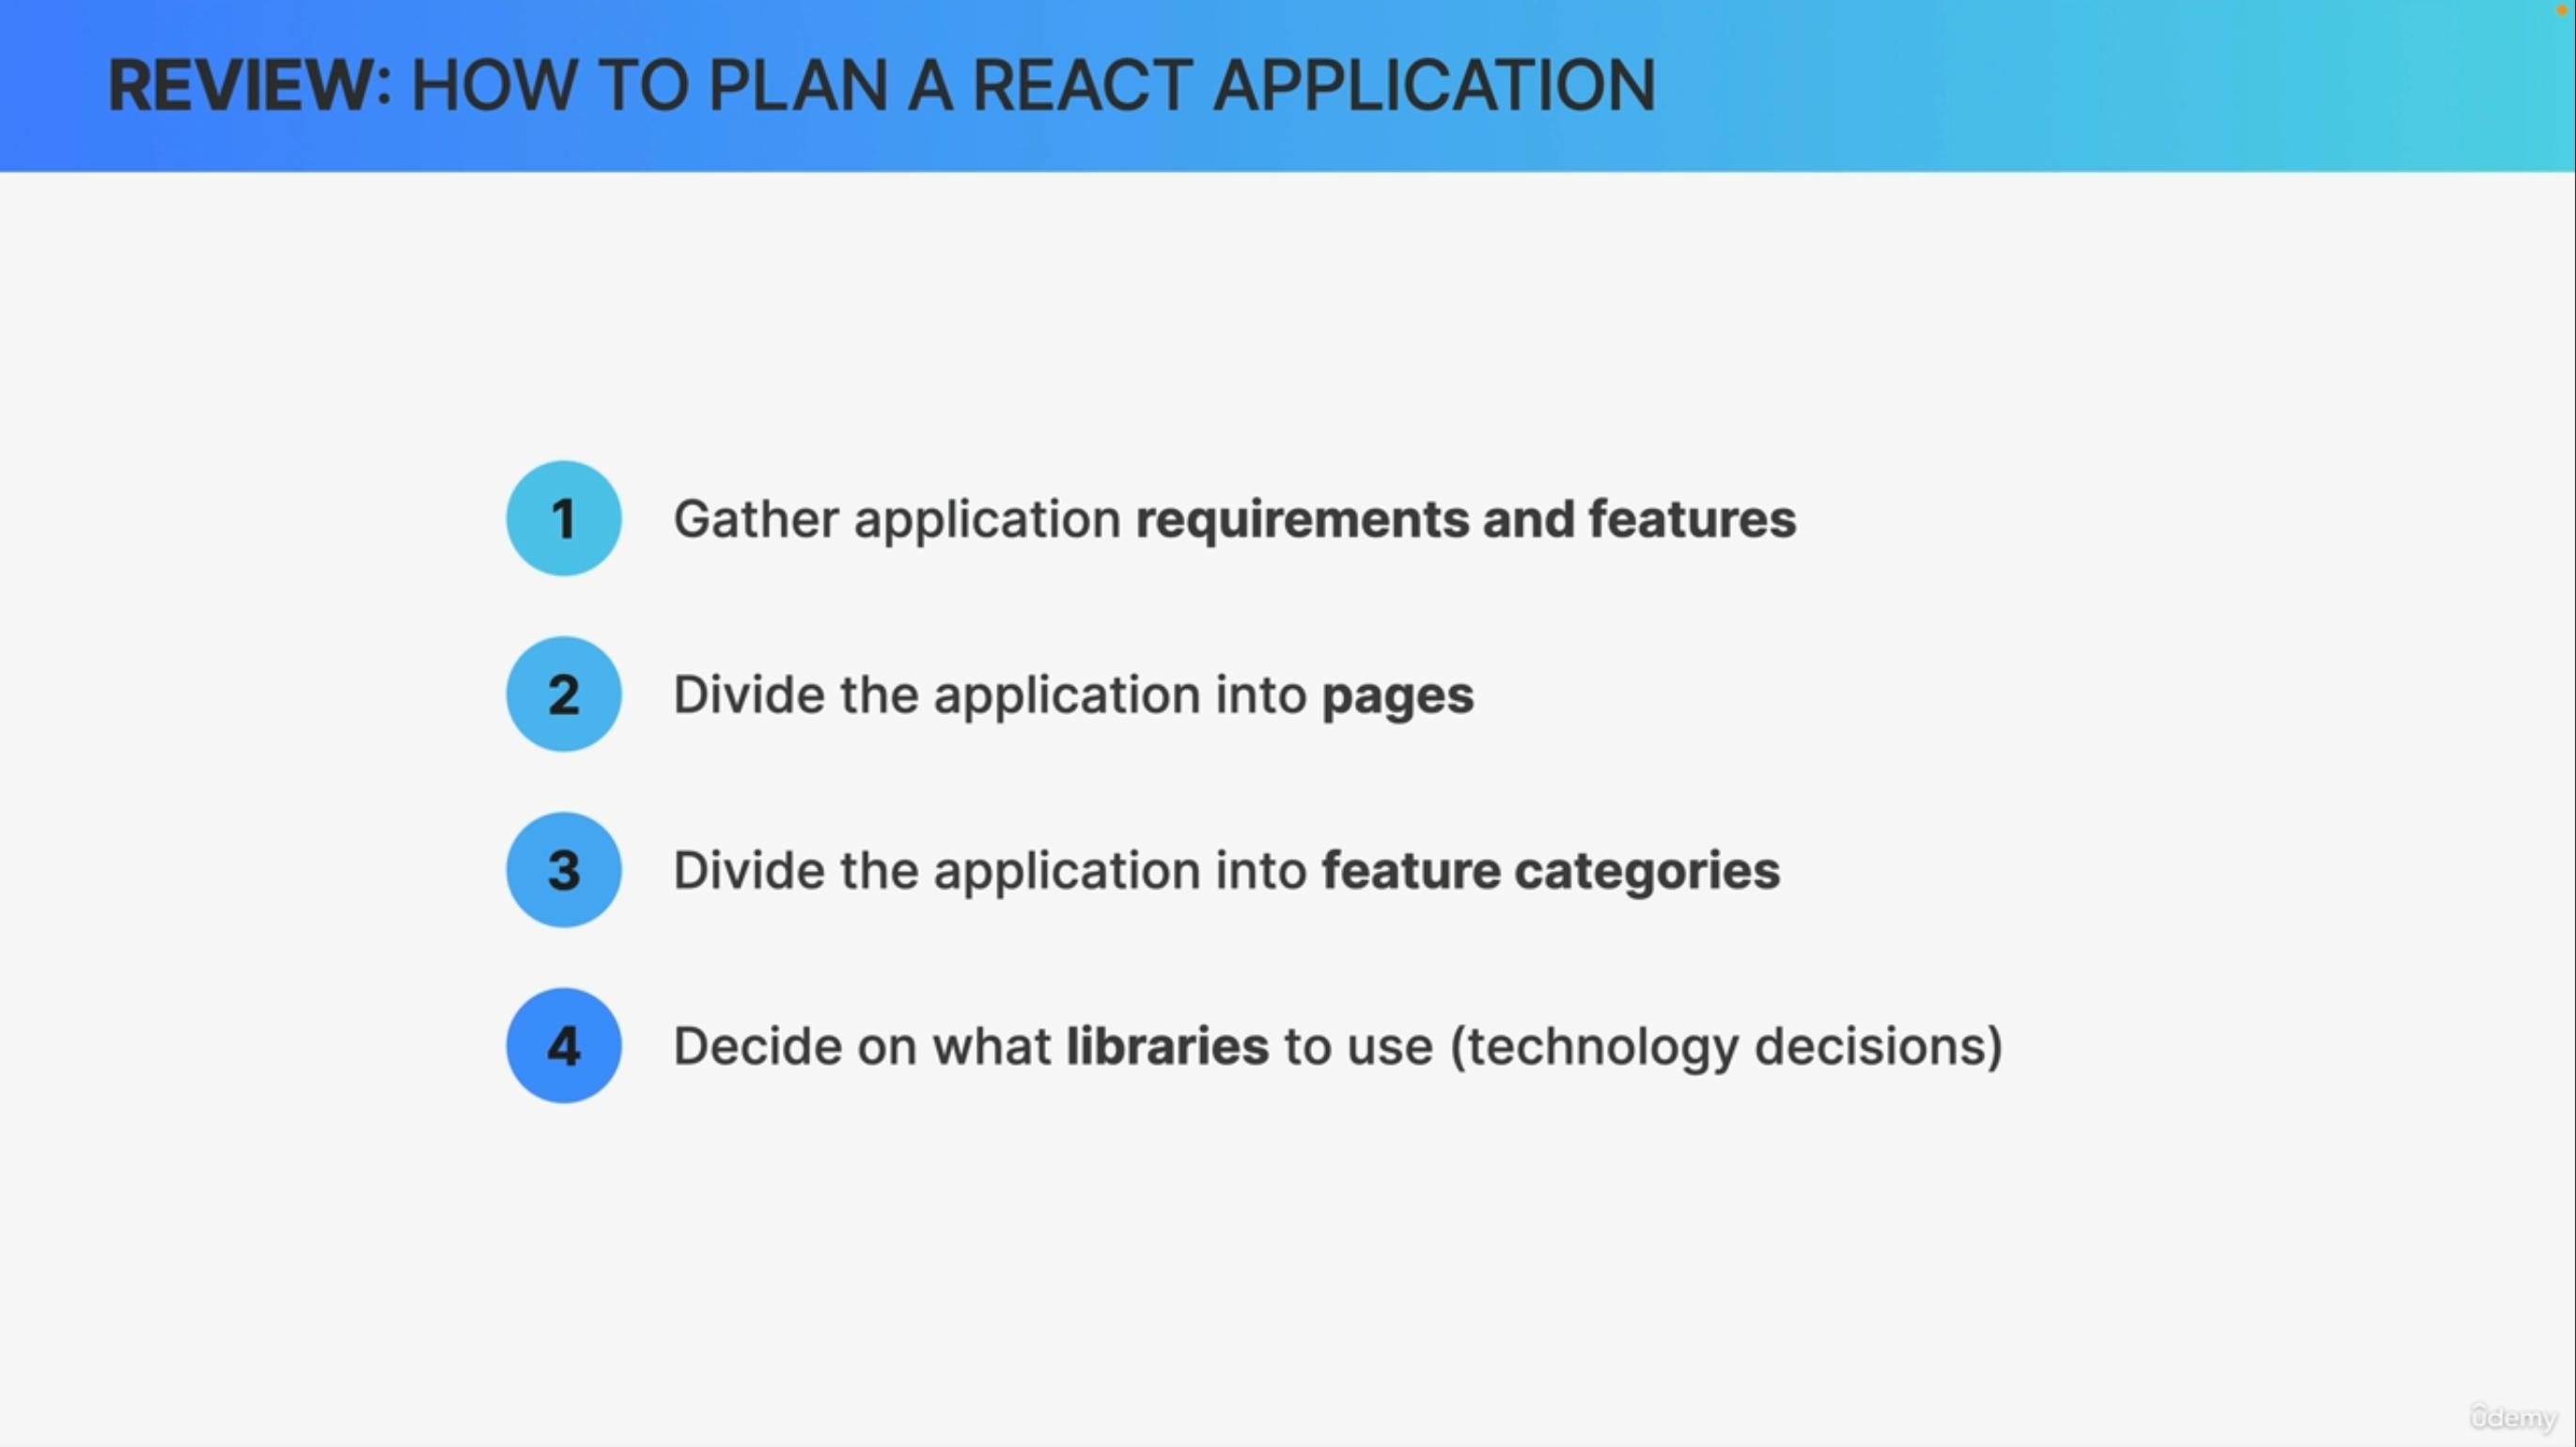 REVIEW: HOW TO PLAN A REACT APPLICATION
1 Gather application requirements and features
2 Divide the application into pages
3 Divide the application into feature categories
4 Decide on what libraries to use (technology decisions)
ûdemy